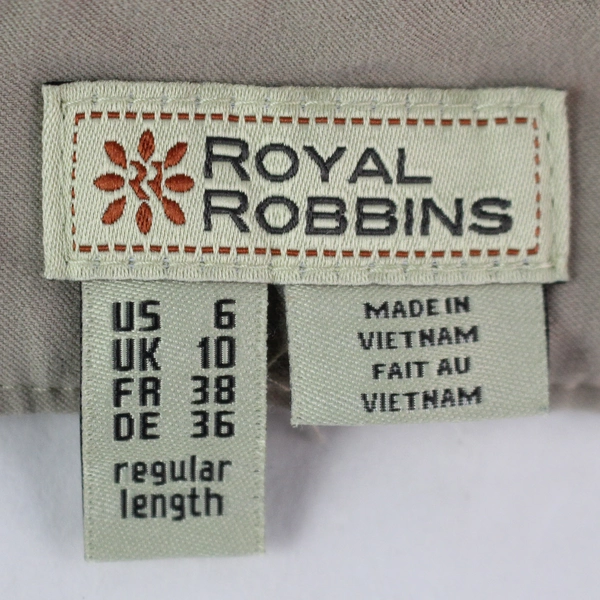 ROYAL
ROBBINS
US 6
UK 10
FR 38
DE 36
regular
length
MADE IN
VIETNAM
FAIT AU
VIETNAM